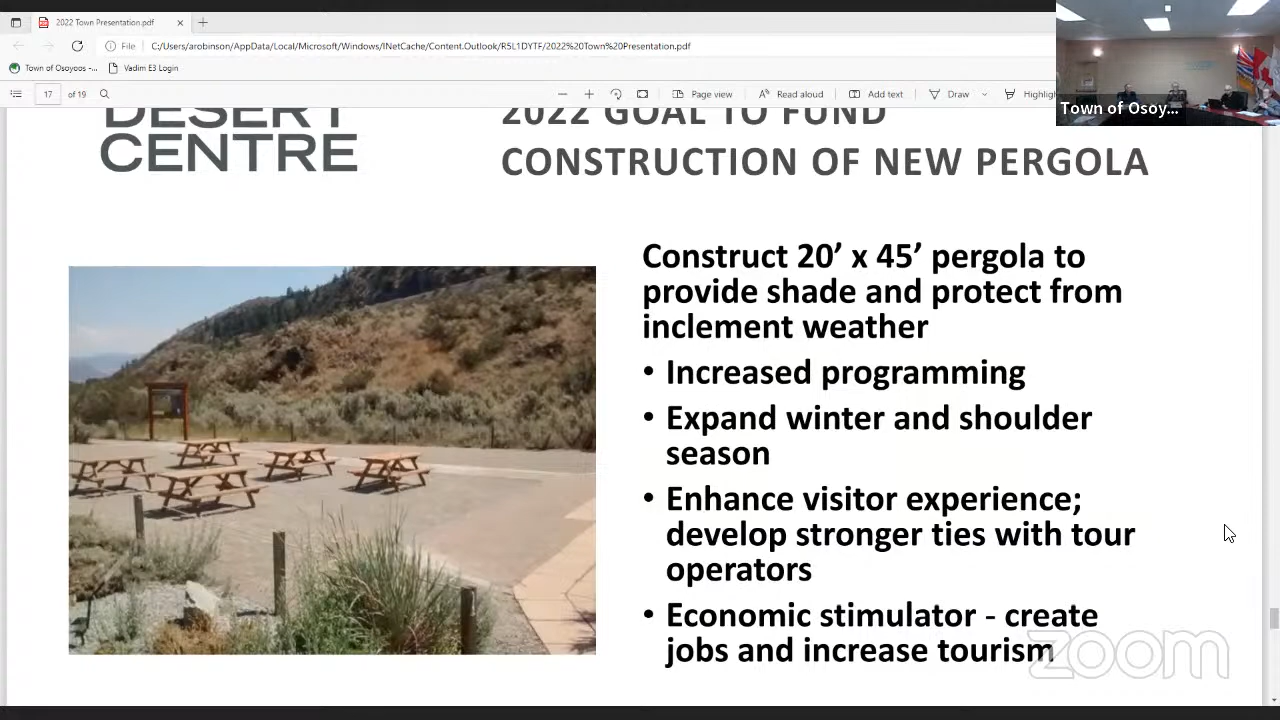 2022 Town Presentation.pdf
File C:/Users/arobinson/AppData/Local/Microsoft/Windows/INetCache/Content.Outlook/R5L1DYTF/2022%20Town%20Presentation.pdf
Town of Osoyoos -... Vadim E3 Login
17 of 19 Page view Read aloud Add text Draw Highligh
Town of Osoy...
DESERT
CENTRE
2022 GOAL TO FUND
CONSTRUCTION OF NEW PERGOLA
Construct 20’ x 45’ pergola to
provide shade and protect from
inclement weather
• Increased programming
• Expand winter and shoulder
season
• Enhance visitor experience;
develop stronger ties with tour
operators
• Economic stimulator - create
jobs and increase tourism
zoom